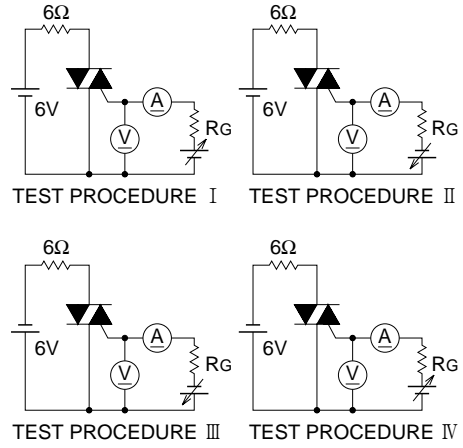 6Ω 6Ω
6V A 6V A
V RG V RG
TEST PROCEDURE Ⅰ TEST PROCEDURE Ⅱ
6Ω 6Ω
6V A 6V A
V RG V RG
TEST PROCEDURE Ⅲ TEST PROCEDURE Ⅳ